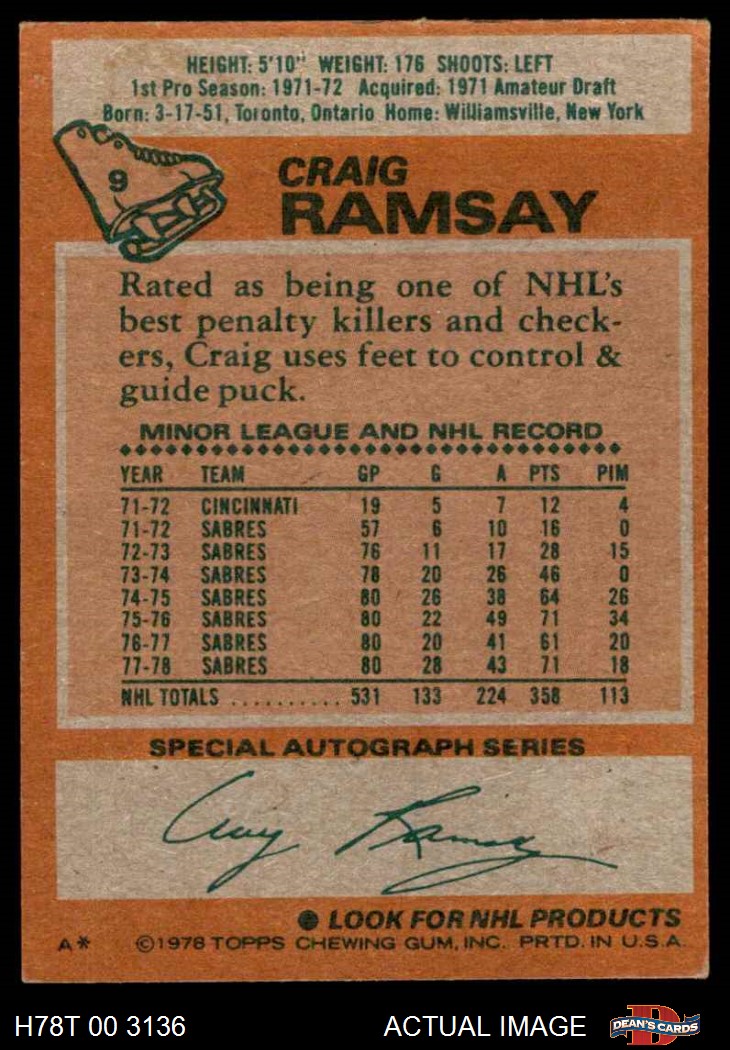 HEIGHT: 5'10" WEIGHT: 176 SHOOTS: LEFT
1st Pro Season: 1971-72 Acquired: 1971 Amateur Draft
Born: 3-17-51, Toronto, Ontario Home: Williamsville, New York
9
CRAIG
RAMSAY
Rated as being one of NHL's
best penalty killers and check-
ers, Craig uses feet to control &
guide puck.
MINOR LEAGUE AND NHL RECORD
YEAR TEAM GP G A PTS PIM
71-72 CINCINNATI 19 5 7 12 4
71-72 SABRES 57 6 10 16 0
72-73 SABRES 76 11 17 28 15
73-74 SABRES 78 20 26 46 0
74-75 SABRES 80 26 38 64 26
75-76 SABRES 80 22 49 71 34
76-77 SABRES 80 20 41 61 20
77-78 SABRES 80 28 43 71 18
NHL TOTALS .......... 531 133 224 358 113
SPECIAL AUTOGRAPH SERIES
Craig Ramsay
LOOK FOR NHL PRODUCTS
A* ©1978 TOPPS CHEWING GUM, INC. PRTD. IN U.S.A.
H78T 00 3136 ACTUAL IMAGE DEAN'S CARDS